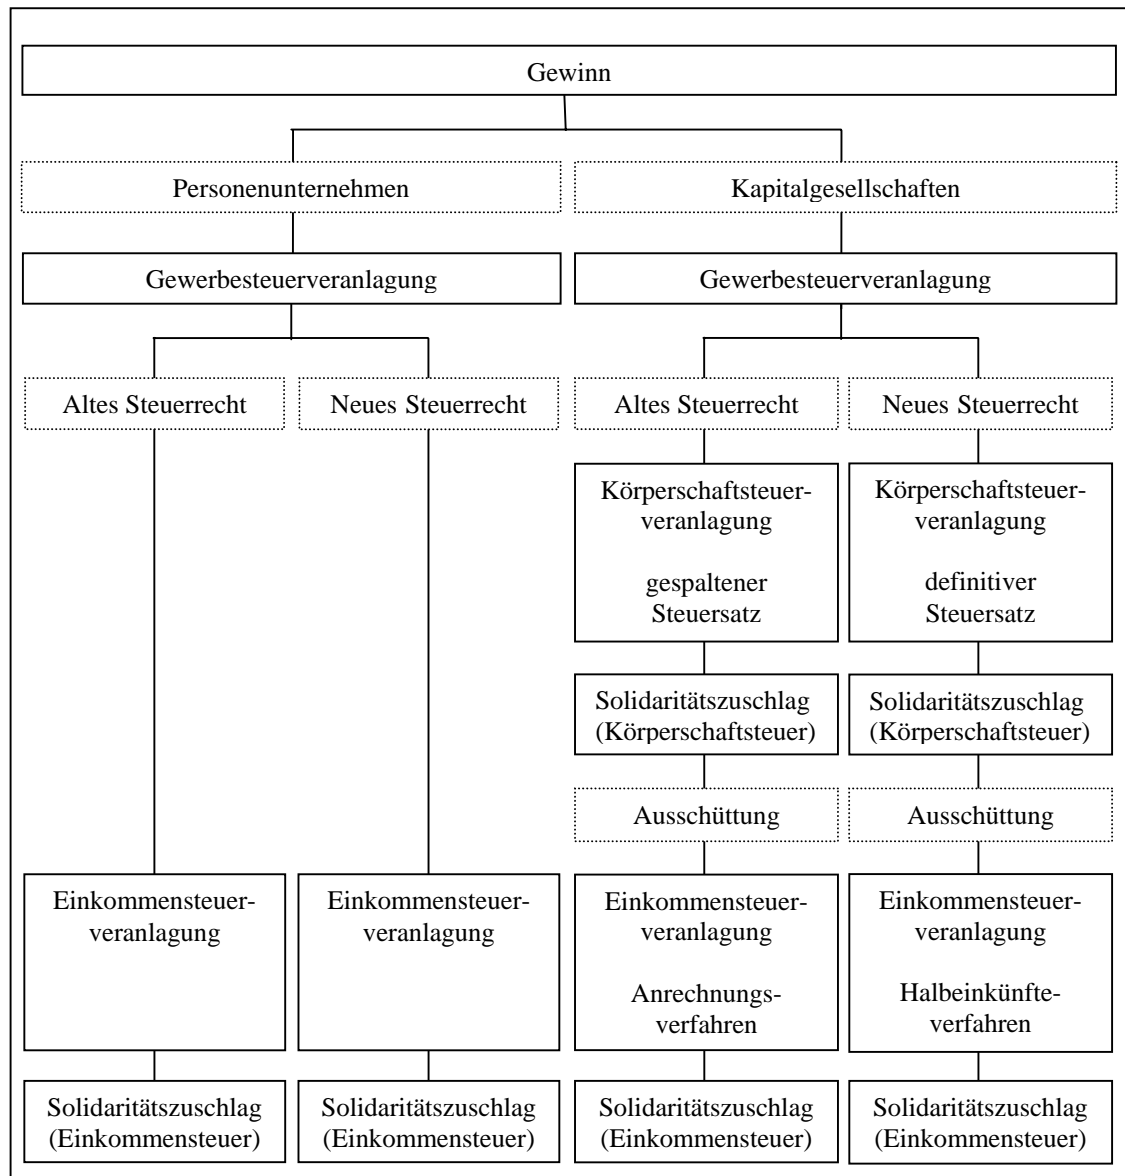 Gewinn
Personenunternehmen
Kapitalgesellschaften
Gewerbesteuerveranlagung
Gewerbesteuerveranlagung
Altes Steuerrecht
Neues Steuerrecht
Altes Steuerrecht
Neues Steuerrecht
Körperschaftsteuer-
veranlagung
gespaltener
Steuersatz
Körperschaftsteuer-
veranlagung
definitiver
Steuersatz
Solidaritätszuschlag
(Körperschaftsteuer)
Solidaritätszuschlag
(Körperschaftsteuer)
Ausschüttung
Ausschüttung
Einkommensteuer-
veranlagung
Einkommensteuer-
veranlagung
Einkommensteuer-
veranlagung
Anrechnungs-
verfahren
Einkommensteuer-
veranlagung
Halbeinkünfte-
verfahren
Solidaritätszuschlag
(Einkommensteuer)
Solidaritätszuschlag
(Einkommensteuer)
Solidaritätszuschlag
(Einkommensteuer)
Solidaritätszuschlag
(Einkommensteuer)